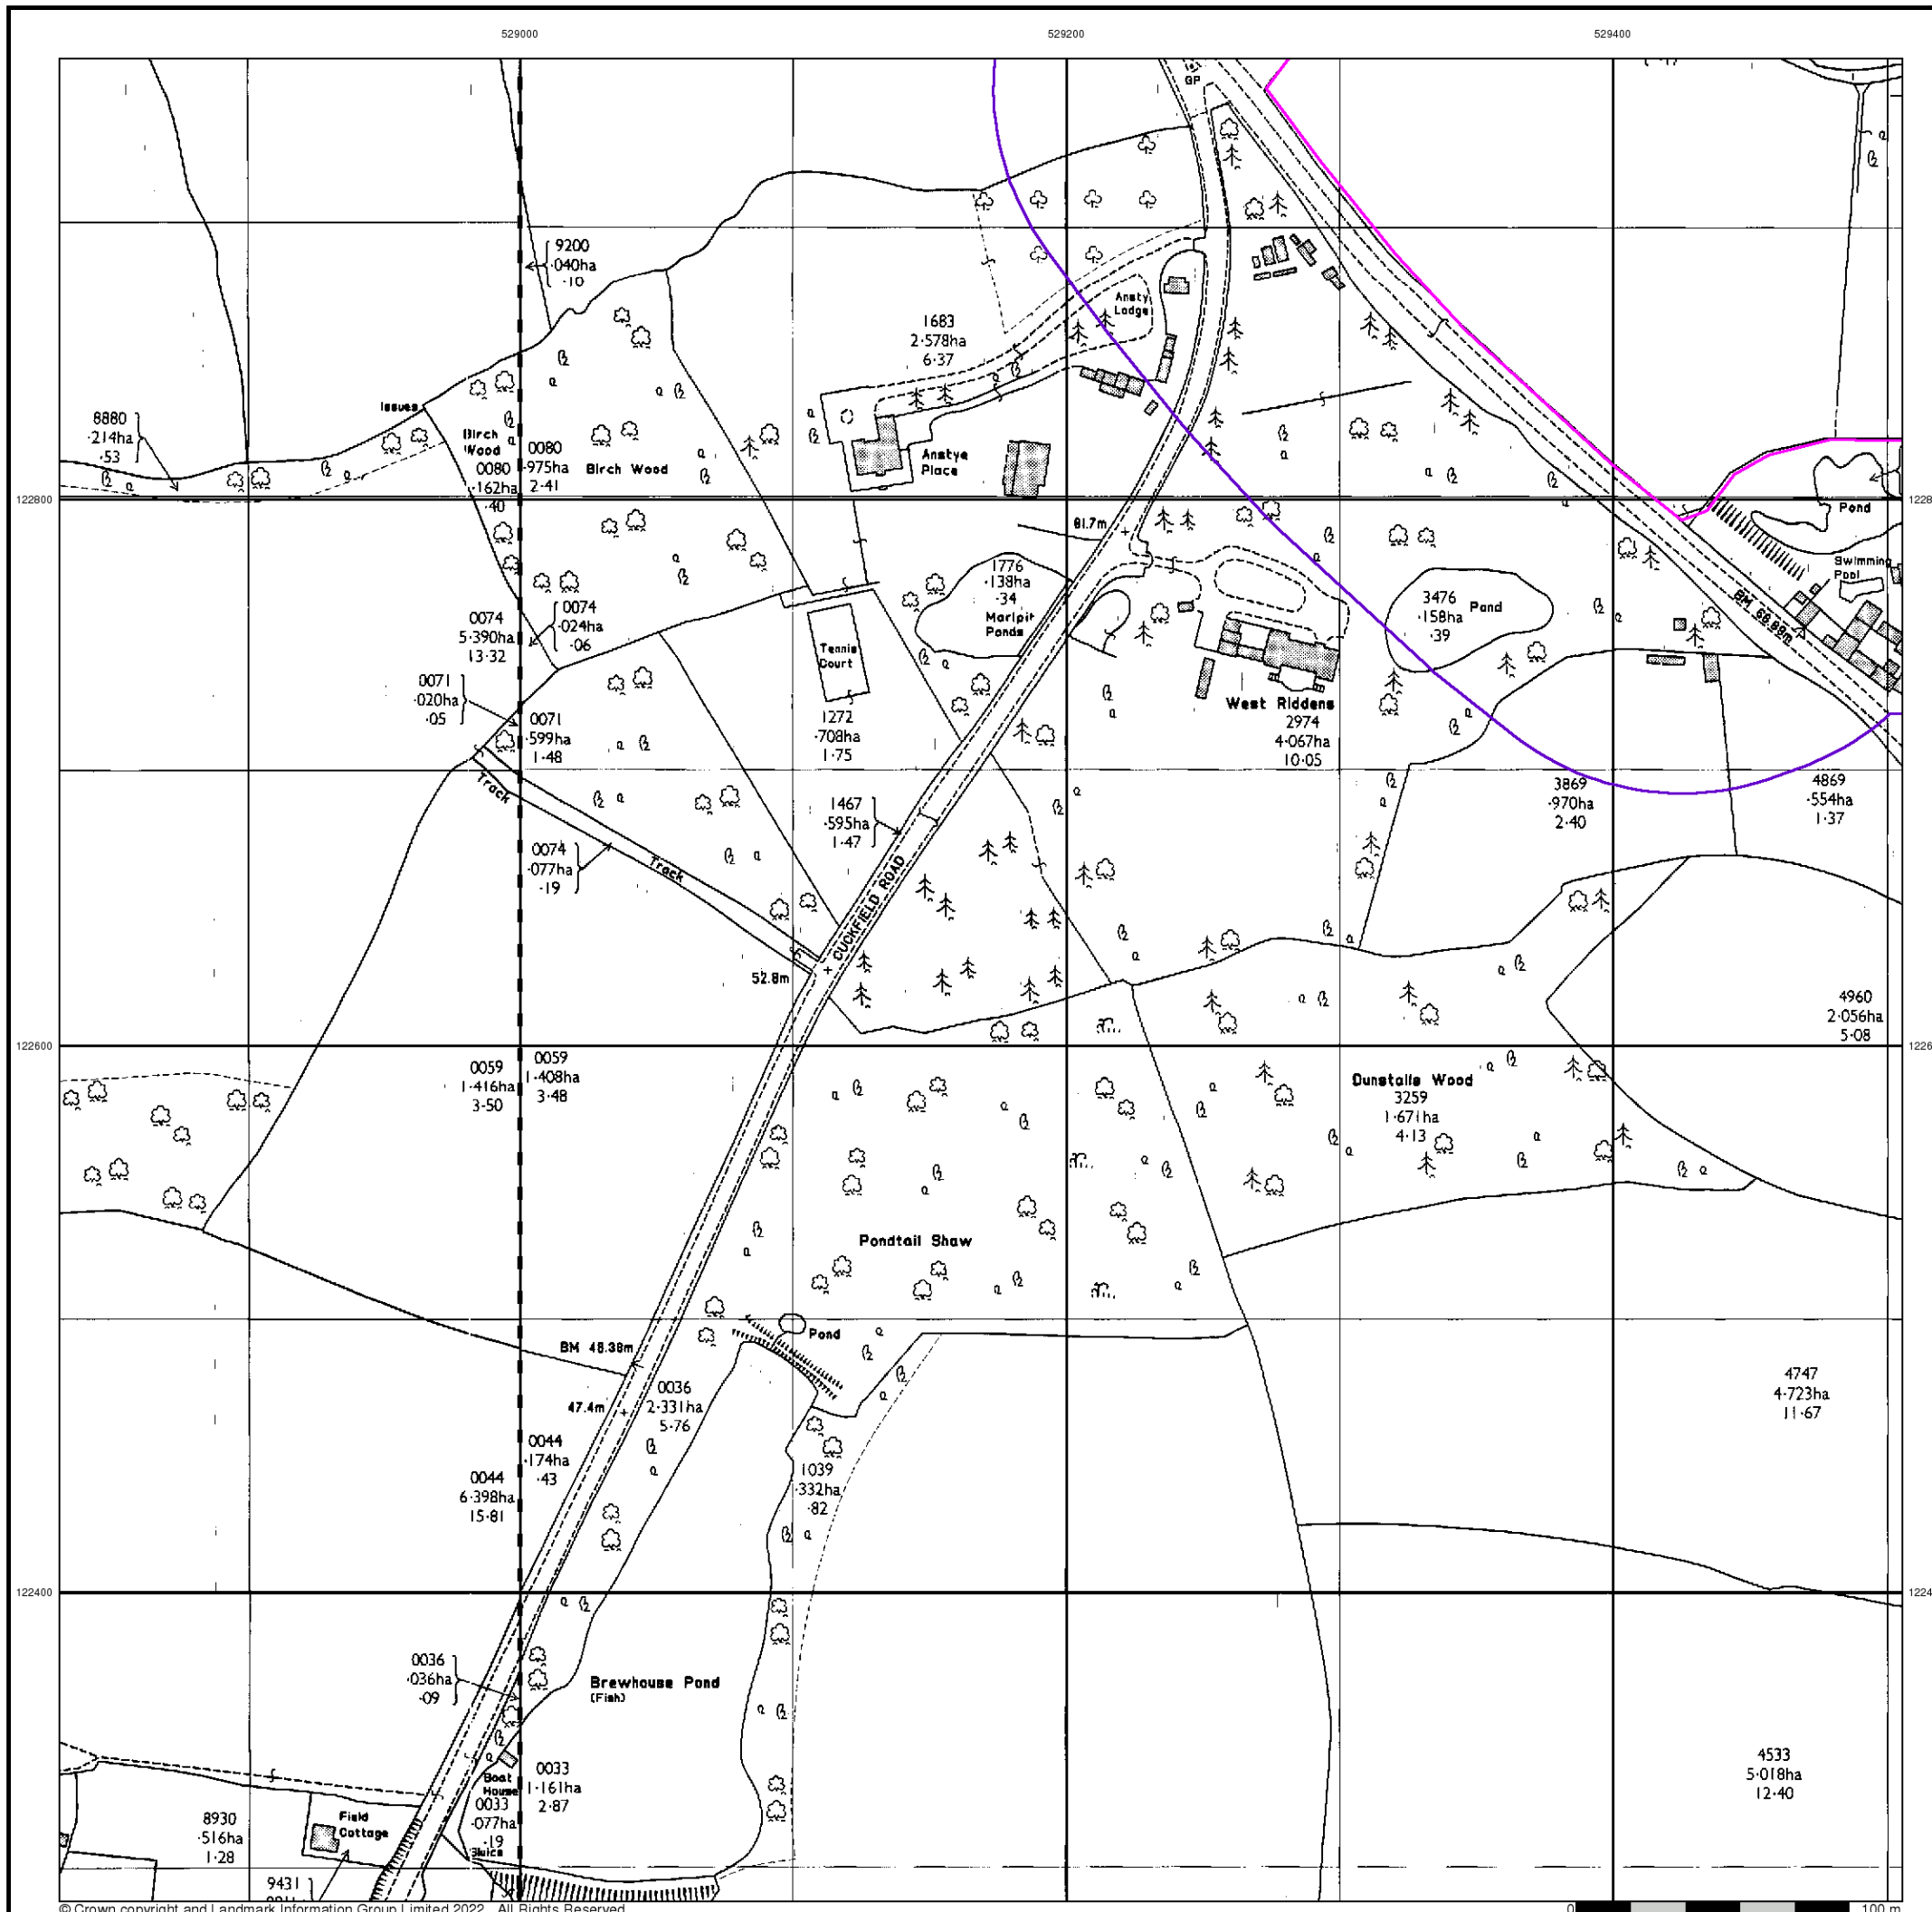 529000
529200
529400
GP
9200
·040ha
·10
Ansty
Lodge
1683
2·578ha
6·37
Issues
8880
·214ha
·53
Birch
Wood
0080
·162ha
·40
0080
·975ha
2·41
Birch Wood
Anstye
Place
122800
Pond
81.7m
Swimming
Pool
1776
·138ha
·34
Marlpit
Ponds
3476
·158ha
·39
Pond
BM 68.88m
0074
5·390ha
13·32
0074
·024ha
·06
Tennis
Court
0071
·020ha
·05
0071
·599ha
1·48
1272
·708ha
1·75
West Riddens
2974
4·067ha
10·05
Track
1467
·595ha
1·47
3869
·970ha
2·40
4869
·554ha
1·37
0074
·077ha
·19
Track
CUCKFIELD ROAD
52.8m
4960
2·056ha
5·08
122600
0059
1·416ha
3·50
0059
1·408ha
3·48
Dunstalls Wood
3259
1·671ha
4·13
Pondtail Shaw
Pond
BM 48.38m
47.4m
0036
2·331ha
5·76
4747
4·723ha
11·67
0044
·174ha
·43
0044
6·398ha
15·81
1039
·332ha
·82
122400
0036
·036ha
·09
Brewhouse Pond
(Fish)
Boat
House
0033
1·161ha
2·87
0033
·077ha
·19
Sluice
4533
5·018ha
12·40
8930
·516ha
1·28
Field
Cottage
9431
© Crown copyright and Landmark Information Group Limited 2022. All Rights Reserved.
0
100 m